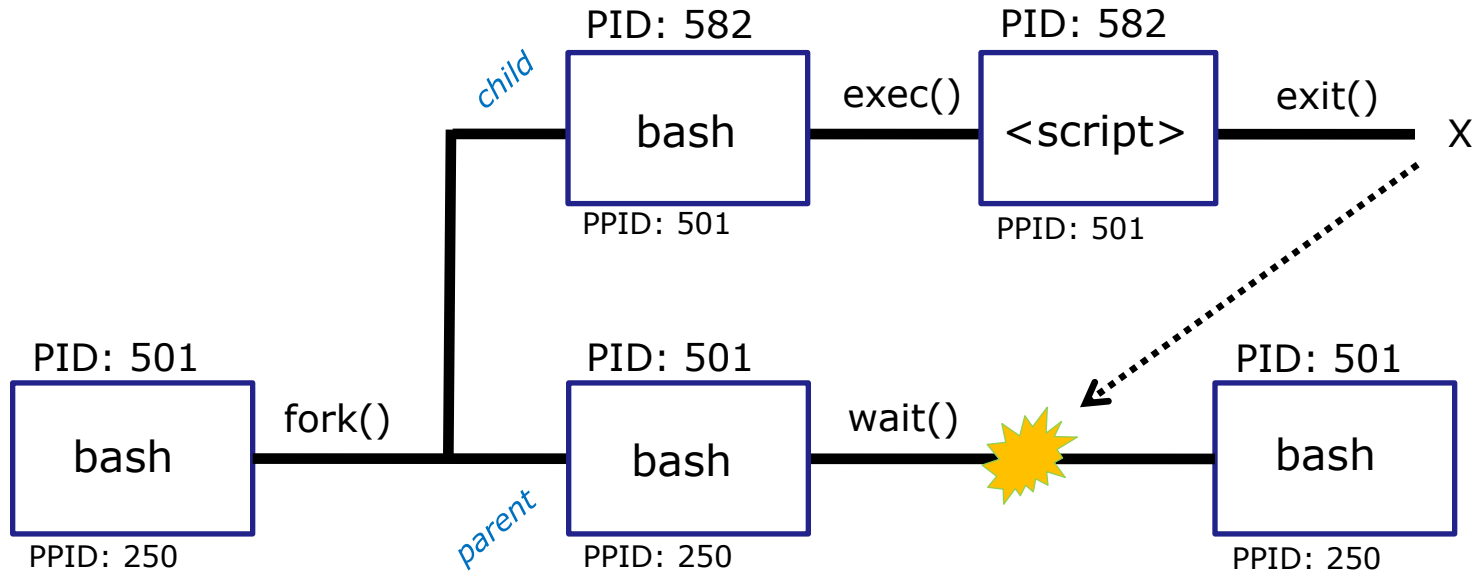 PID: 582
PID: 582
child
bash
exec()
<script>
exit()
X
PPID: 501
PPID: 501
PID: 501
PID: 501
PID: 501
bash
fork()
bash
wait()
bash
parent
PPID: 250
PPID: 250
PPID: 250